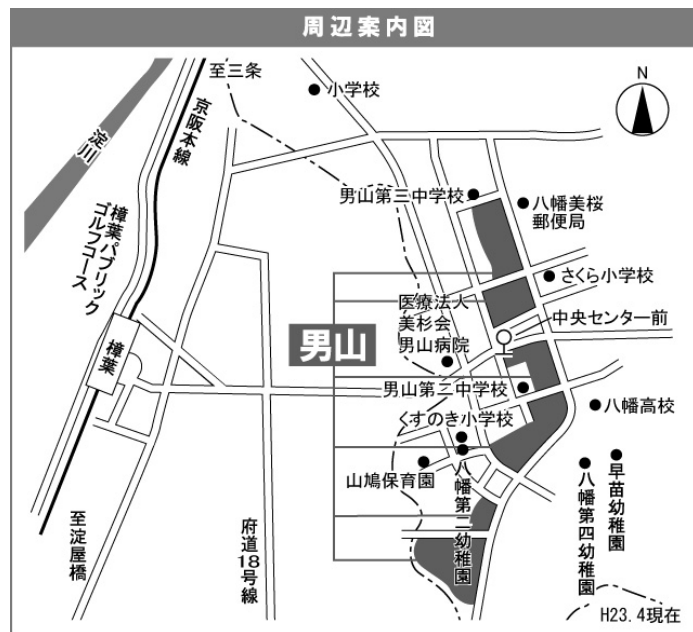 周辺案内図
至三条
小学校
N
淀川
京阪本線
樟葉パブリック
ゴルフコース
男山第三中学校
八幡美桜
郵便局
さくら小学校
医療法人
美杉会
男山病院
中央センター前
男山
樟葉
男山第二中学校
八幡高校
くすのき小学校
山鳩保育園
八幡第二幼稚園
早苗幼稚園
八幡第四幼稚園
至淀屋橋
府道18号線
H23.4現在